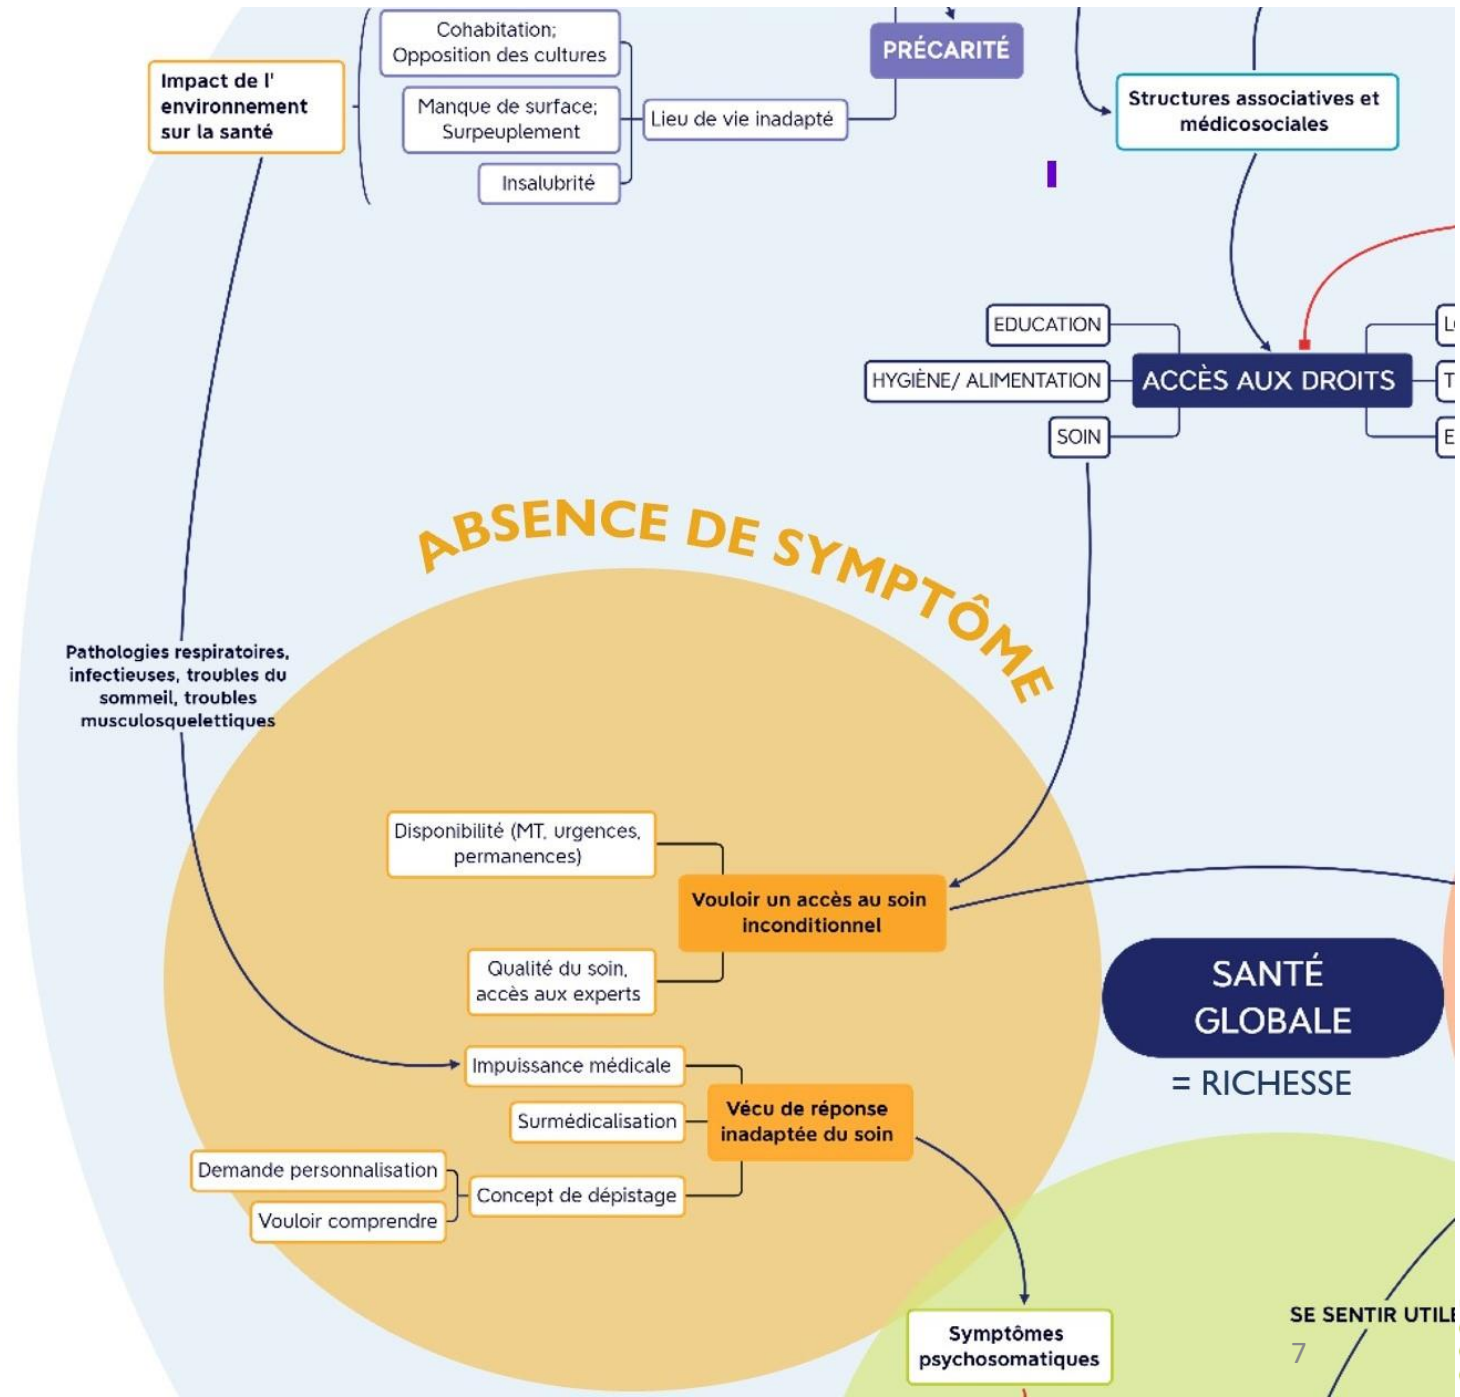 Cohabitation;
Opposition des cultures
PRÉCARITÉ
Impact de l'
environnement
sur la santé
Manque de surface;
Surpeuplement
Lieu de vie inadapté
Structures associatives et
médicosociales
Insalubrité
EDUCATION
HYGIÈNE/ ALIMENTATION
SOIN
ACCÈS AUX DROITS
L
T
E
ABSENCE DE SYMPTÔME
Pathologies respiratoires,
infectieuses, troubles du
sommeil, troubles
musculosquelettiques
Disponibilité (MT, urgences,
permanences)
Vouloir un accès au soin
inconditionnel
Qualité du soin,
accès aux experts
SANTÉ
GLOBALE
= RICHESSE
Impuissance médicale
Surmédicalisation
Vécu de réponse
inadaptée du soin
Demande personnalisation
Vouloir comprendre
Concept de dépistage
SE SENTIR UTILE
Symptômes
psychosomatiques
7